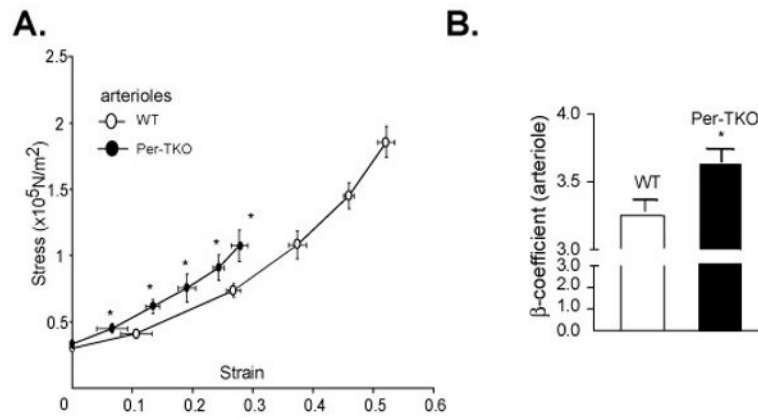 A.
2.5
2
1.5
1
0.5
0
Stress (x10⁵N/m²)
arterioles
WT
Per-TKO
*
*
*
*
*
Strain
0.1
0.2
0.3
0.4
0.5
0.6
B.
4.0
3.5
3.0
3.0
2.0
1.0
0.0
β-coefficient (arteriole)
WT
Per-TKO
*